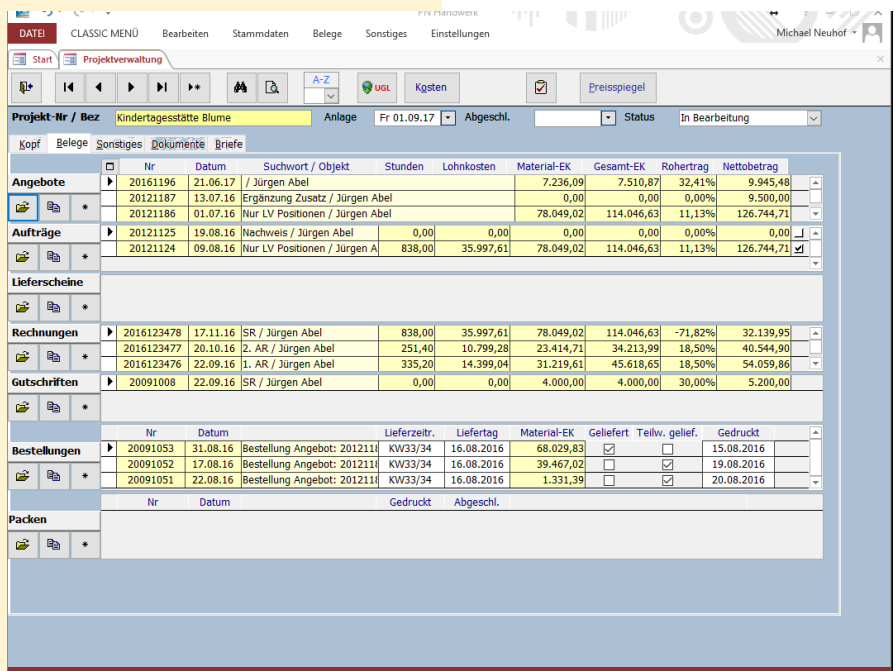 PN Handwerk
DATEI CLASSIC MENÜ Bearbeiten Stammdaten Belege Sonstiges Einstellungen Michael Neuhof
Start Projektverwaltung
A-Z UGL Kosten Preisspiegel
Projekt-Nr / Bez Kindertagesstätte Blume Anlage Fr 01.09.17 Abgeschl. Status In Bearbeitung
Kopf Belege Sonstiges Dokumente Briefe
Nr Datum Suchwort / Objekt Stunden Lohnkosten Material-EK Gesamt-EK Rohertrag Nettobetrag
Angebote 20161196 21.06.17 / Jürgen Abel 7.236,09 7.510,87 32,41% 9.945,48
20121187 13.07.16 Ergänzung Zusatz / Jürgen Abel 0,00 0,00 0,00% 9.500,00
* 20121186 01.07.16 Nur LV Positionen / Jürgen Abel 78.049,02 114.046,63 11,13% 126.744,71
Aufträge 20121125 19.08.16 Nachweis / Jürgen Abel 0,00 0,00 0,00 0,00 0,00% 0,00
20121124 09.08.16 Nur LV Positionen / Jürgen A 838,00 35.997,61 78.049,02 114.046,63 11,13% 126.744,71
*
Lieferscheine
*
Rechnungen 2016123478 17.11.16 SR / Jürgen Abel 838,00 35.997,61 78.049,02 114.046,63 -71,82% 32.139,95
2016123477 20.10.16 2. AR / Jürgen Abel 251,40 10.799,28 23.414,71 34.213,99 18,50% 40.544,90
* 2016123476 22.09.16 1. AR / Jürgen Abel 335,20 14.399,04 31.219,61 45.618,65 18,50% 54.059,86
Gutschriften 20091008 22.09.16 SR / Jürgen Abel 0,00 0,00 4.000,00 4.000,00 30,00% 5.200,00
*
Nr Datum Lieferzeitr. Liefertag Material-EK Geliefert Teilw. gelief. Gedruckt
Bestellungen 20091053 31.08.16 Bestellung Angebot: 2012118 KW33/34 16.08.2016 68.029,83 15.08.2016
20091052 17.08.16 Bestellung Angebot: 2012118 KW33/34 16.08.2016 39.467,02 19.08.2016
* 20091051 22.08.16 Bestellung Angebot: 2012118 KW33/34 16.08.2016 1.331,39 20.08.2016
Nr Datum Gedruckt Abgeschl.
Packen
*